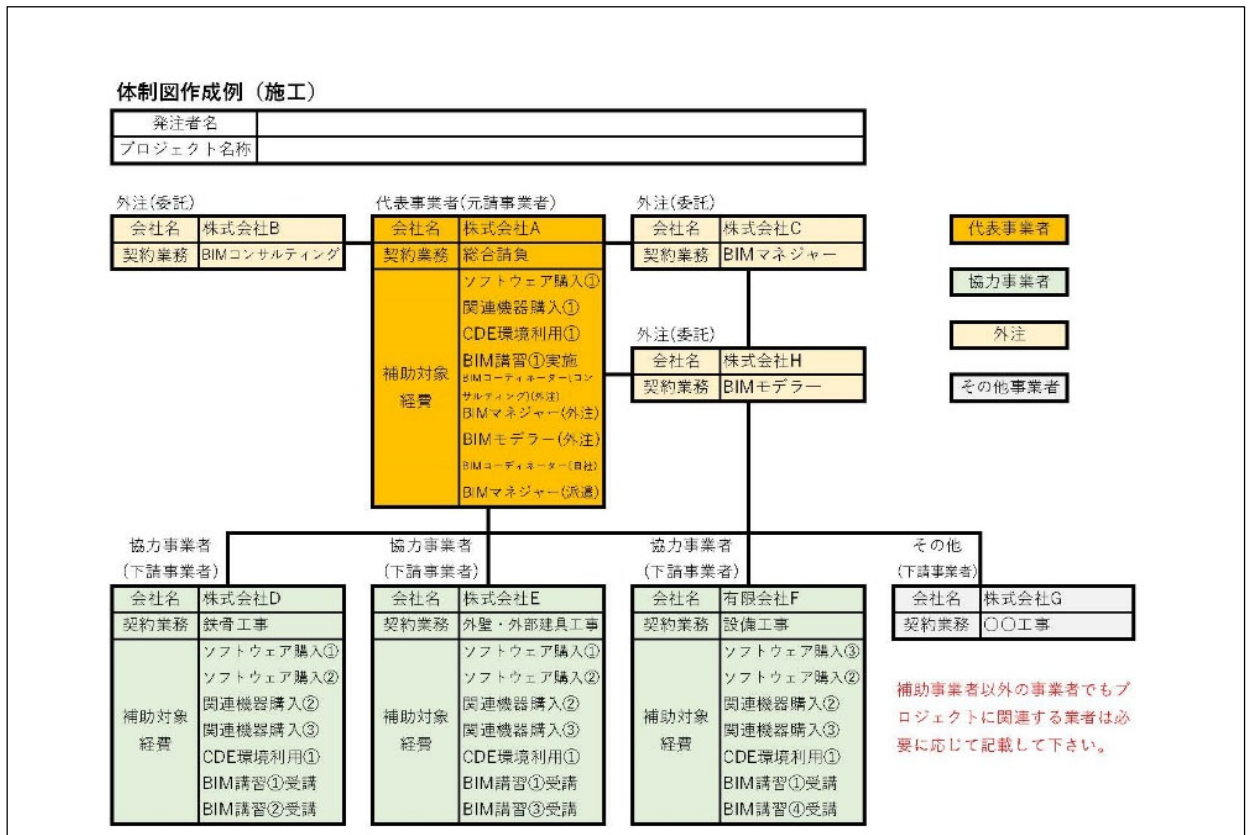 体制図作成例（施工）
発注者名
プロジェクト名称
外注(委託)
会社名 株式会社B
契約業務 BIMコンサルティング
代表事業者(元請事業者)
会社名 株式会社A
契約業務 総合請負
補助対象
経費
ソフトウェア購入①
関連機器購入①
CDE環境利用①
BIM講習①実施
BIMコーディネーター(コン
サルティング)(外注)
BIMマネジャー(外注)
BIMモデラー(外注)
BIMコーディネーター(自社)
BIMマネジャー(派遣)
外注(委託)
会社名 株式会社C
契約業務 BIMマネジャー
外注(委託)
会社名 株式会社H
契約業務 BIMモデラー
代表事業者
協力事業者
外注
その他事業者
協力事業者
(下請事業者)
会社名 株式会社D
契約業務 鉄骨工事
補助対象
経費
ソフトウェア購入①
ソフトウェア購入②
関連機器購入②
関連機器購入③
CDE環境利用①
BIM講習①受講
BIM講習②受講
協力事業者
(下請事業者)
会社名 株式会社E
契約業務 外壁・外部建具工事
補助対象
経費
ソフトウェア購入①
ソフトウェア購入②
関連機器購入②
関連機器購入③
CDE環境利用①
BIM講習①受講
BIM講習③受講
協力事業者
(下請事業者)
会社名 有限会社F
契約業務 設備工事
補助対象
経費
ソフトウェア購入③
ソフトウェア購入②
関連機器購入②
関連機器購入③
CDE環境利用①
BIM講習①受講
BIM講習④受講
その他
(下請事業者)
会社名 株式会社G
契約業務 〇〇工事
補助事業者以外の事業者でもプ
ロジェクトに関連する業者は必
要に応じて記載して下さい。